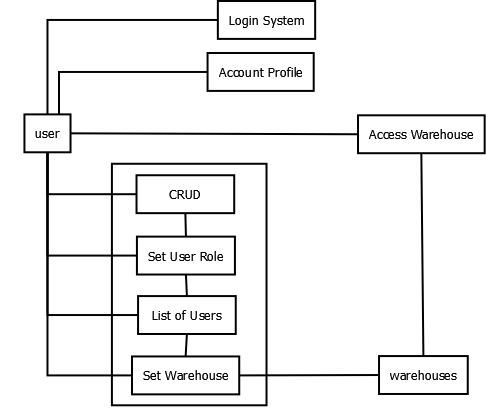 Login System
Account Profile
user
Access Warehouse
CRUD
Set User Role
List of Users
Set Warehouse
warehouses